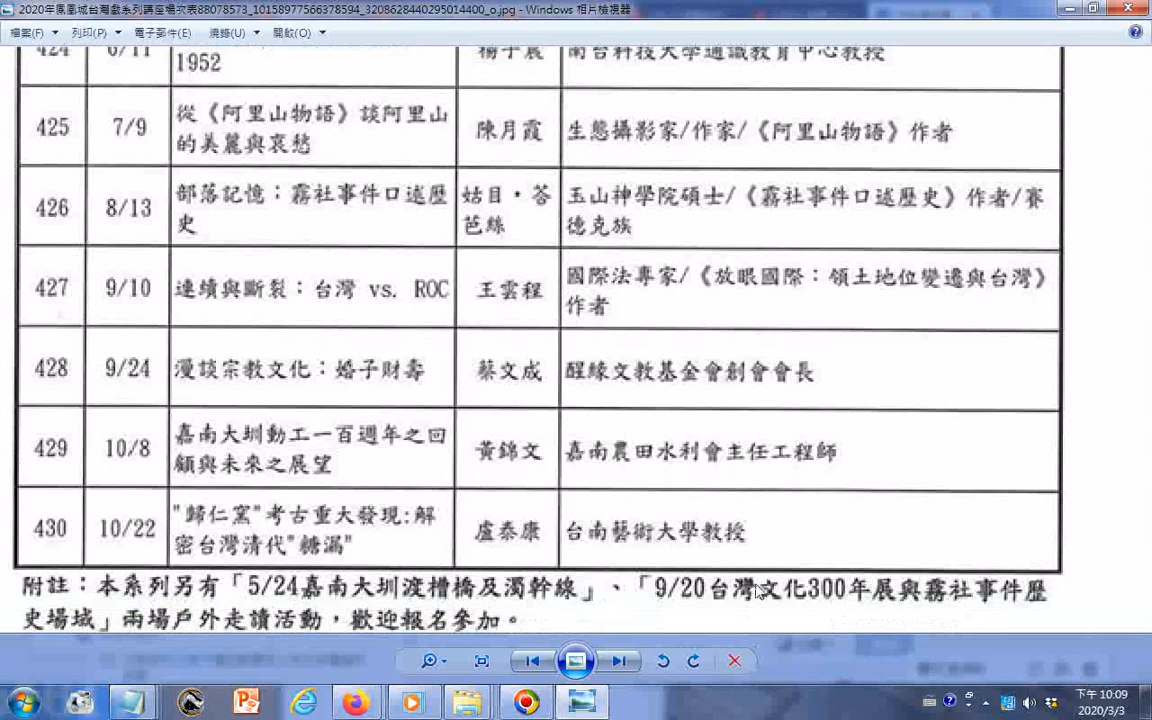 2020年鳳凰城台灣戲系列講座場次表88078573_10158977566378594_3208628440295014400_o.jpg - Windows 相片檢視器
檔案(F) 列印(P) 電子郵件(E) 燒錄(U) 開啟(O)
424 6/11 1952 楊子震 南台科技大學通識教育中心教授
425 7/9 從《阿里山物語》談阿里山
的美麗與哀愁 陳月霞 生態攝影家/作家/《阿里山物語》作者
426 8/13 部落記憶：霧社事件口述歷
史 姑目·荅
芭絲 玉山神學院碩士/《霧社事件口述歷史》作者/賽
德克族
427 9/10 連續與斷裂：台灣 vs. ROC 王雲程 國際法專家/《放眼國際：領土地位變遷與台灣》
作者
428 9/24 漫談宗教文化：婚子財壽 蔡文成 醒緣文教基金會創會會長
429 10/8 嘉南大圳動工一百週年之回
顧與未來之展望 黃錦文 嘉南農田水利會主任工程師
430 10/22 "歸仁窯"考古重大發現:解
密台灣清代"糖漏" 盧泰康 台南藝術大學教授
附註：本系列另有「5/24嘉南大圳渡槽橋及濁幹線」、「9/20台灣文化300年展與霧社事件歷
史場域」兩場戶外走讀活動，歡迎報名參加。
下午 10:09
2020/3/3